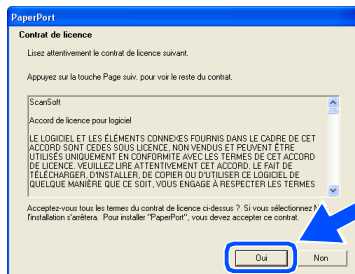 PaperPort
Contrat de licence
Lisez attentivement le contrat de licence suivant.
Appuyez sur la touche Page suiv. pour voir le reste du contrat.
ScanSoft
Accord de licence pour logiciel
LE LOGICIEL ET LES ÉLÉMENTS CONNEXES FOURNIS DANS LE CADRE DE CET
ACCORD SONT CEDES SOUS LICENCE, NON VENDUS ET PEUVENT ÊTRE
UTILISÉS UNIQUEMENT EN CONFORMITE AVEC LES TERMES DE CET ACCORD
DE LICENCE. VEUILLEZ LIRE ATTENTIVEMENT CET ACCORD. LE FAIT DE
TÉLÉCHARGER, D'INSTALLER, DE COPIER OU D'UTILISER CE LOGICIEL DE
QUELQUE MANIÈRE QUE CE SOIT, VOUS ENGAGE À RESPECTER LES TERMES
Acceptez-vous tous les termes du contrat de licence ci-dessus ? Si vous sélectionnez
l'installation s'arrêtera. Pour installer "PaperPort", vous devez accepter ce contrat.
Oui
Non